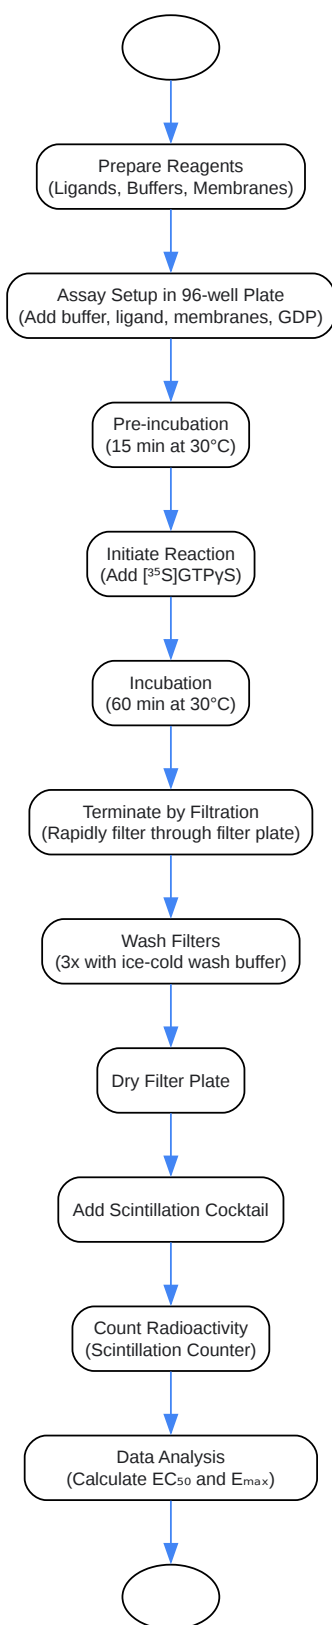 Prepare Reagents
(Ligands, Buffers, Membranes)
Assay Setup in 96-well Plate
(Add buffer, ligand, membranes, GDP)
Pre-incubation
(15 min at 30°C)
Initiate Reaction
(Add [³⁵S]GTPγS)
Incubation
(60 min at 30°C)
Terminate by Filtration
(Rapidly filter through filter plate)
Wash Filters
(3x with ice-cold wash buffer)
Dry Filter Plate
Add Scintillation Cocktail
Count Radioactivity
(Scintillation Counter)
Data Analysis
(Calculate EC₅₀ and Eₘₐₓ)